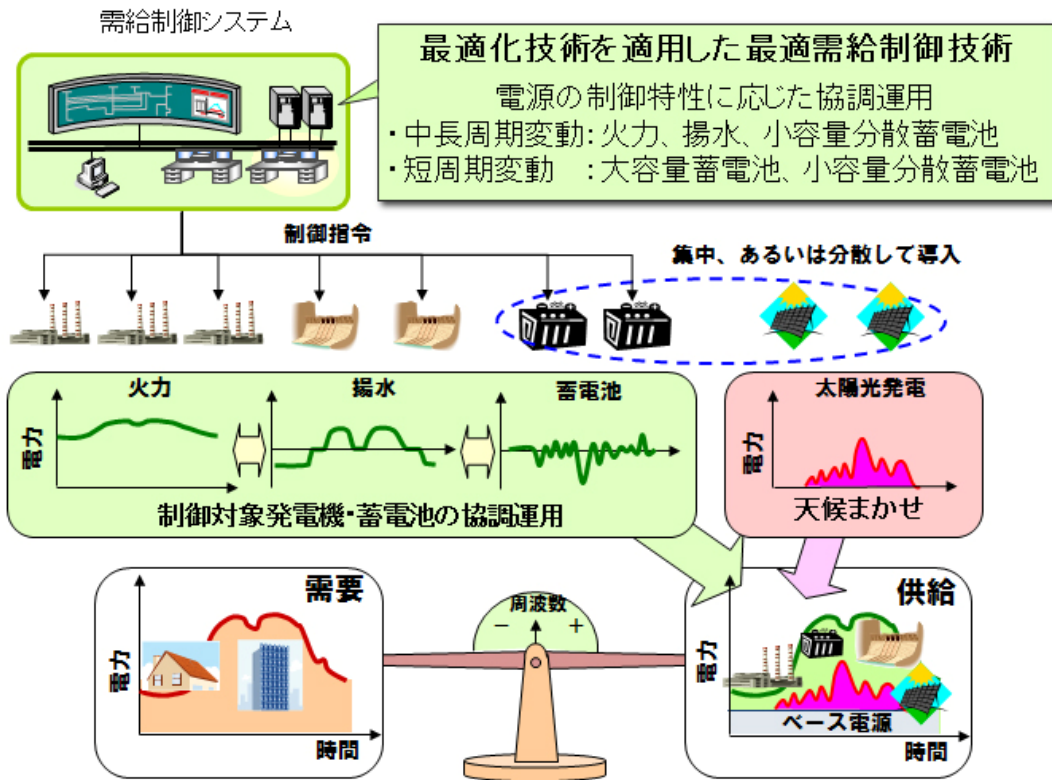 需給制御システム
最適化技術を適用した最適需給制御技術
電源の制御特性に応じた協調運用
・中長周期変動：火力、揚水、小容量分散蓄電池
・短周期変動　：大容量蓄電池、小容量分散蓄電池
制御指令
集中、あるいは分散して導入
火力
揚水
蓄電池
電力
制御対象発電機・蓄電池の協調運用
太陽光発電
電力
天候まかせ
需要
電力
時間
周波数
－ ＋
供給
電力
ベース電源
時間